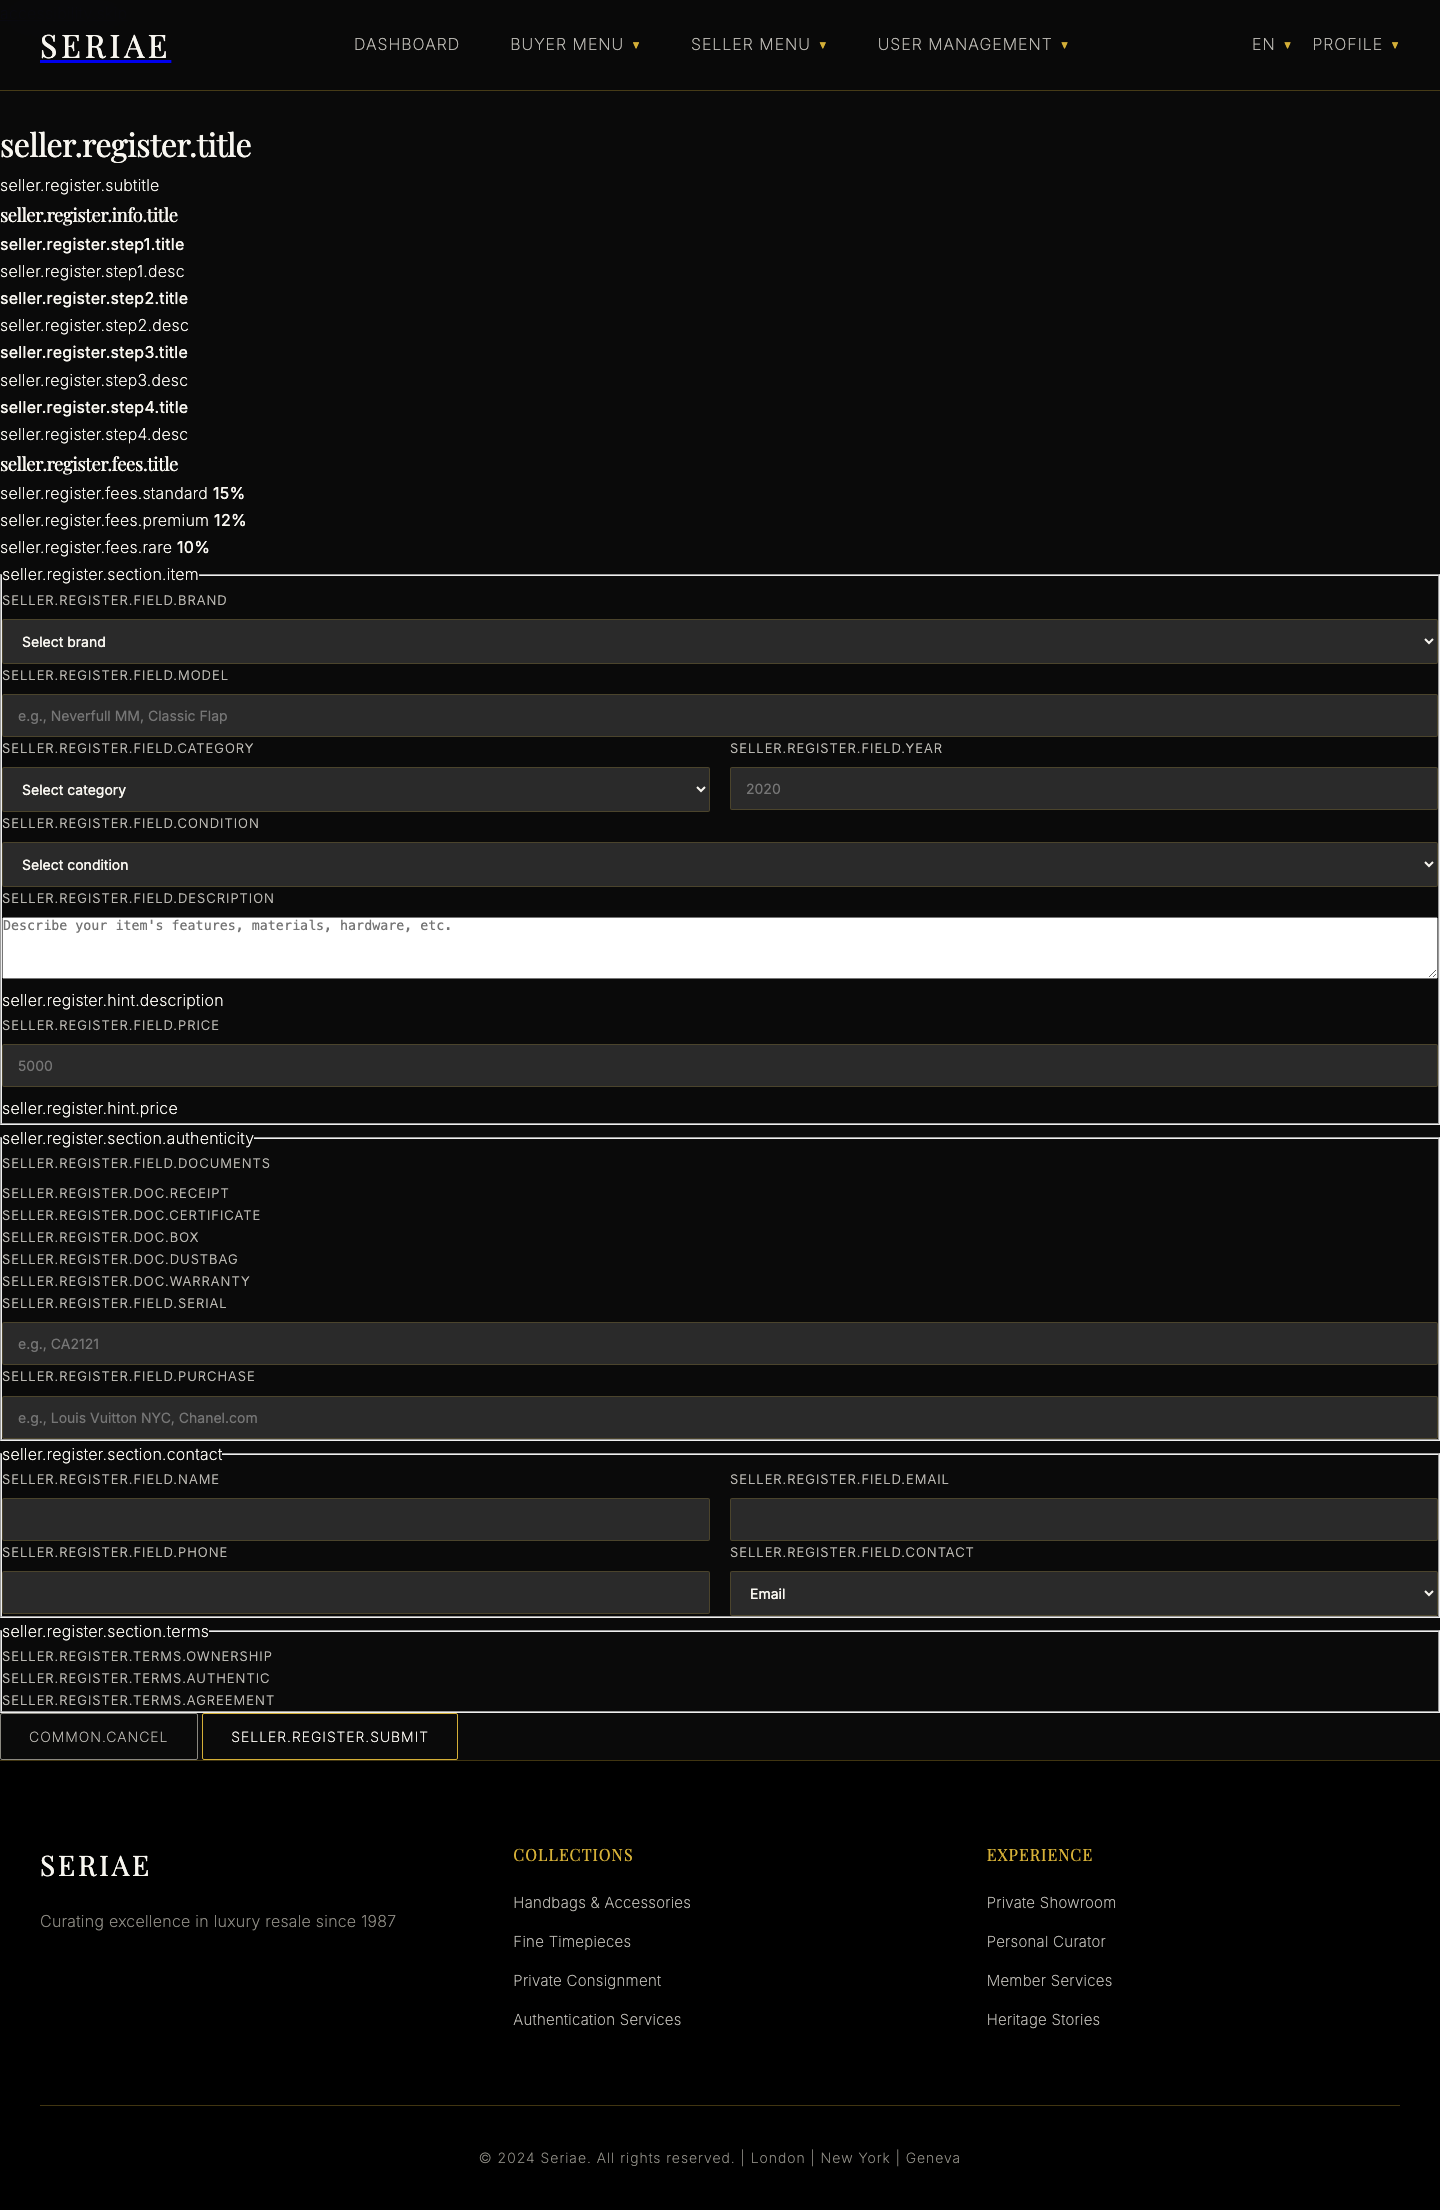 SERIAE DASHBOARD BUYER MENU ▼ SELLER MENU ▼ USER MANAGEMENT ▼ EN ▼ PROFILE ▼
seller.register.title
seller.register.subtitle
seller.register.info.title
seller.register.step1.title
seller.register.step1.desc
seller.register.step2.title
seller.register.step2.desc
seller.register.step3.title
seller.register.step3.desc
seller.register.step4.title
seller.register.step4.desc
seller.register.fees.title
seller.register.fees.standard 15%
seller.register.fees.premium 12%
seller.register.fees.rare 10%
seller.register.section.item
SELLER.REGISTER.FIELD.BRAND
Select brand
SELLER.REGISTER.FIELD.MODEL
e.g., Neverfull MM, Classic Flap
SELLER.REGISTER.FIELD.CATEGORY SELLER.REGISTER.FIELD.YEAR
Select category 2020
SELLER.REGISTER.FIELD.CONDITION
Select condition
SELLER.REGISTER.FIELD.DESCRIPTION
Describe your item's features, materials, hardware, etc.
seller.register.hint.description
SELLER.REGISTER.FIELD.PRICE
5000
seller.register.hint.price
seller.register.section.authenticity
SELLER.REGISTER.FIELD.DOCUMENTS
SELLER.REGISTER.DOC.RECEIPT
SELLER.REGISTER.DOC.CERTIFICATE
SELLER.REGISTER.DOC.BOX
SELLER.REGISTER.DOC.DUSTBAG
SELLER.REGISTER.DOC.WARRANTY
SELLER.REGISTER.FIELD.SERIAL
e.g., CA2121
SELLER.REGISTER.FIELD.PURCHASE
e.g., Louis Vuitton NYC, Chanel.com
seller.register.section.contact
SELLER.REGISTER.FIELD.NAME SELLER.REGISTER.FIELD.EMAIL
SELLER.REGISTER.FIELD.PHONE SELLER.REGISTER.FIELD.CONTACT
Email
seller.register.section.terms
SELLER.REGISTER.TERMS.OWNERSHIP
SELLER.REGISTER.TERMS.AUTHENTIC
SELLER.REGISTER.TERMS.AGREEMENT
COMMON.CANCEL SELLER.REGISTER.SUBMIT
SERIAE
Curating excellence in luxury resale since 1987
COLLECTIONS
Handbags & Accessories
Fine Timepieces
Private Consignment
Authentication Services
EXPERIENCE
Private Showroom
Personal Curator
Member Services
Heritage Stories
© 2024 Seriae. All rights reserved. | London | New York | Geneva